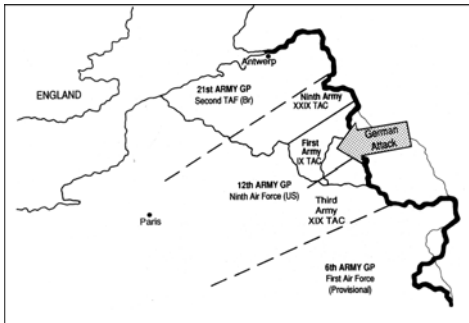 Antwerp
21st ARMY GP
Second TAF (Br)
Ninth Army
XXIX TAC
ENGLAND
German
Attack
First
Army
IX TAC
12th ARMY GP
Ninth Air Force (US)
Third
Army
XIX TAC
Paris
6th ARMY GP
First Air Force
(Provisional)